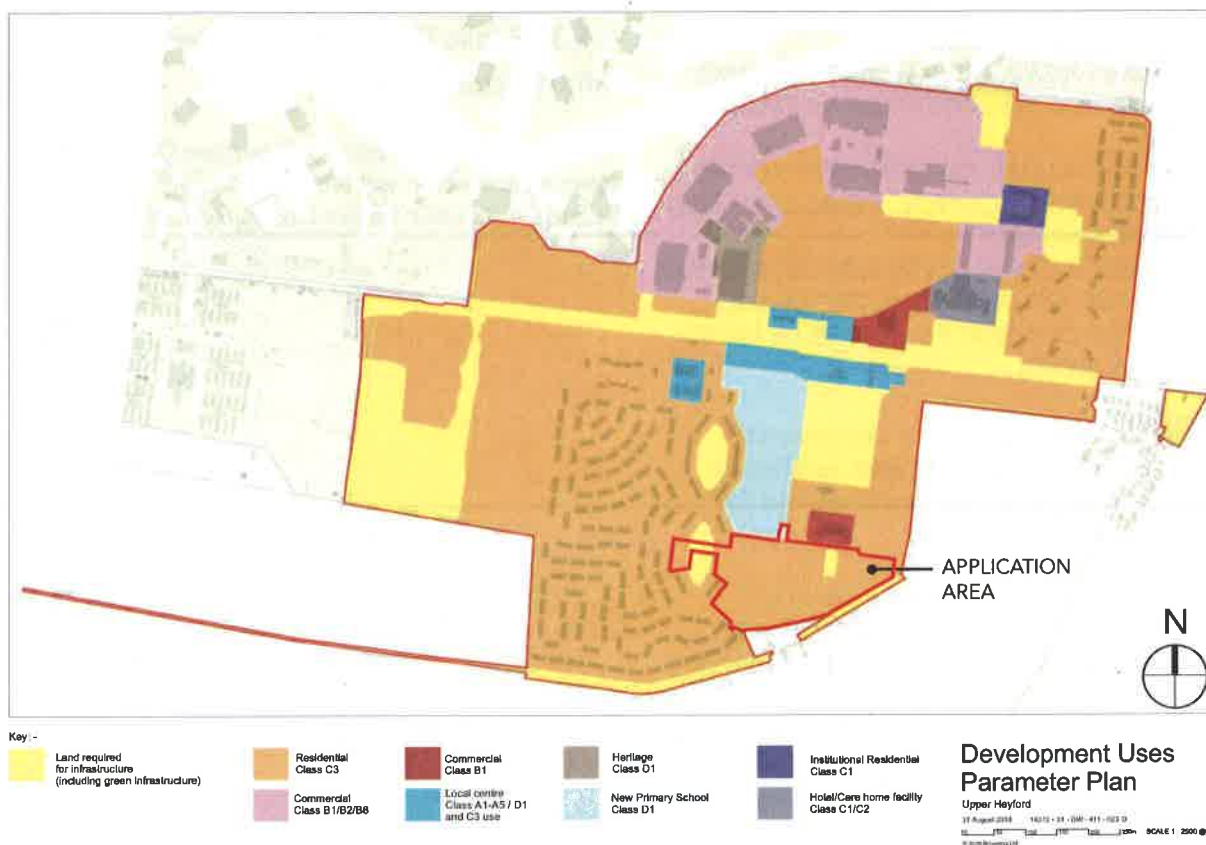 APPLICATION
AREA
N
Key :-
Land required
for infrastructure
(including green infrastructure)
Residential
Class C3
Commercial
Class B1
Heritage
Class D1
Institutional Residential
Class C1
Commercial
Class B1/B2/B8
Local centre
Class A1-A5 / D1
and C3 use
New Primary School
Class D1
Hotel/Care home facility
Class C1/C2
Development Uses
Parameter Plan
Upper Heyford
SCALE 1